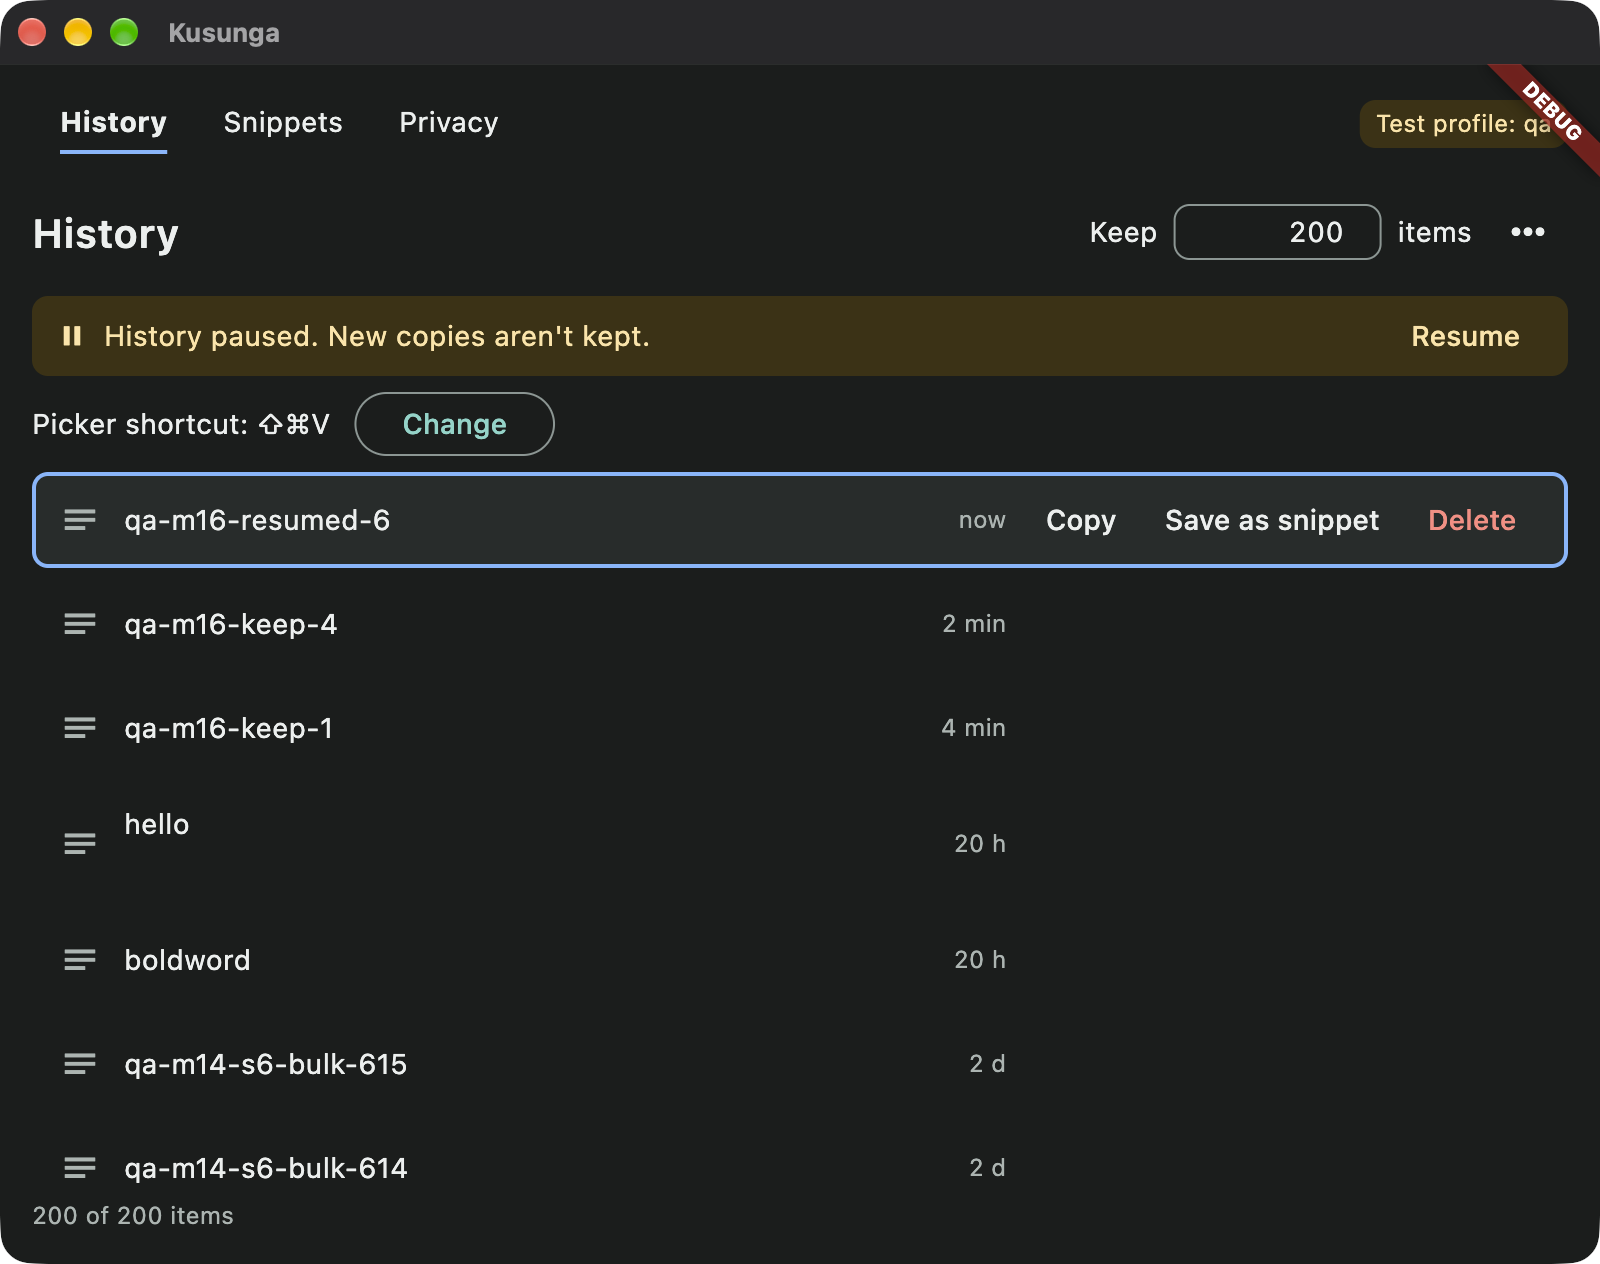 Kusunga
DEBUG
History Snippets Privacy Test profile: qa
History Keep 200 items •••
History paused. New copies aren't kept. Resume
Picker shortcut: ⇧⌘V Change
qa-m16-resumed-6 now Copy Save as snippet Delete
qa-m16-keep-4 2 min
qa-m16-keep-1 4 min
hello 20 h
boldword 20 h
qa-m14-s6-bulk-615 2 d
qa-m14-s6-bulk-614 2 d
200 of 200 items